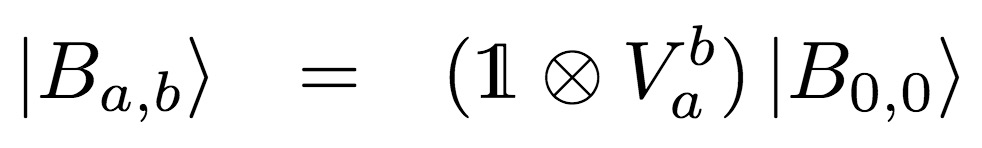 |B_{a,b}⟩ = (𝟙 ⊗ V_a^b) |B_{0,0}⟩